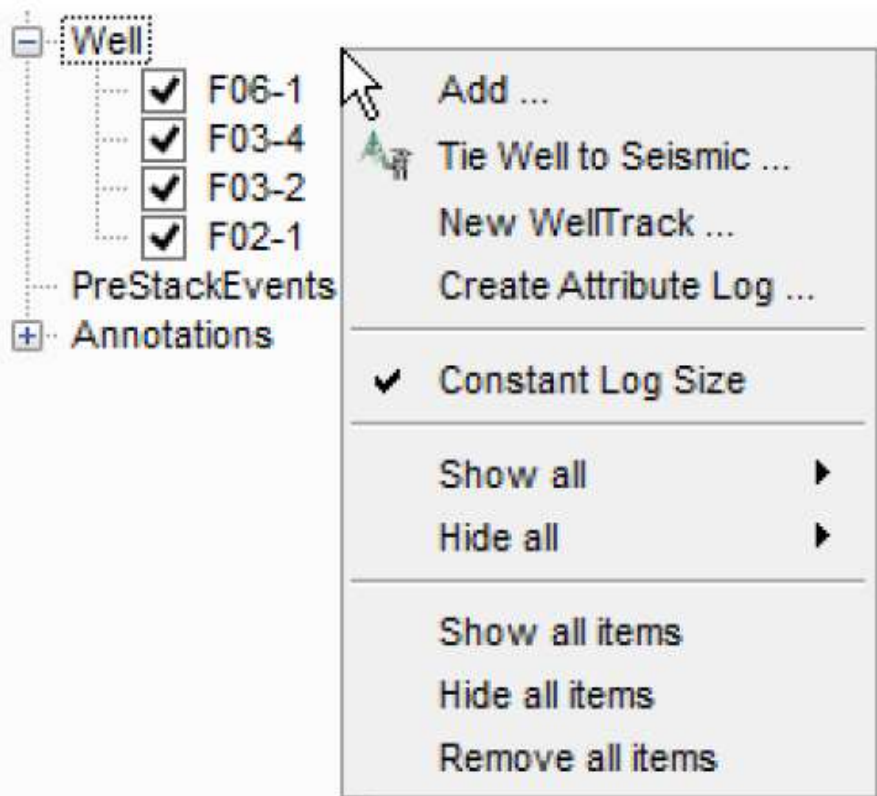 Well
F06-1
F03-4
F03-2
F02-1
PreStackEvents
Annotations
Add ...
Tie Well to Seismic ...
New WellTrack ...
Create Attribute Log ...
Constant Log Size
Show all
Hide all
Show all items
Hide all items
Remove all items